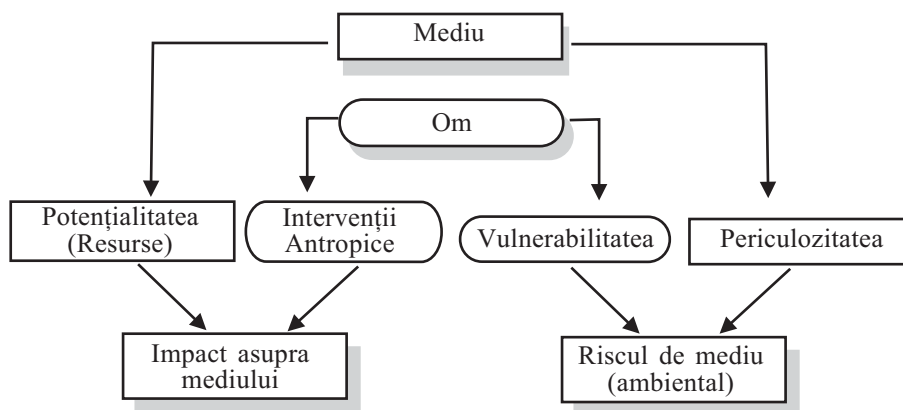 Mediu
Om
Potențialitatea
(Resurse)
Intervenții
Antropice
Vulnerabilitatea
Periculozitatea
Impact asupra
mediului
Riscul de mediu
(ambiental)